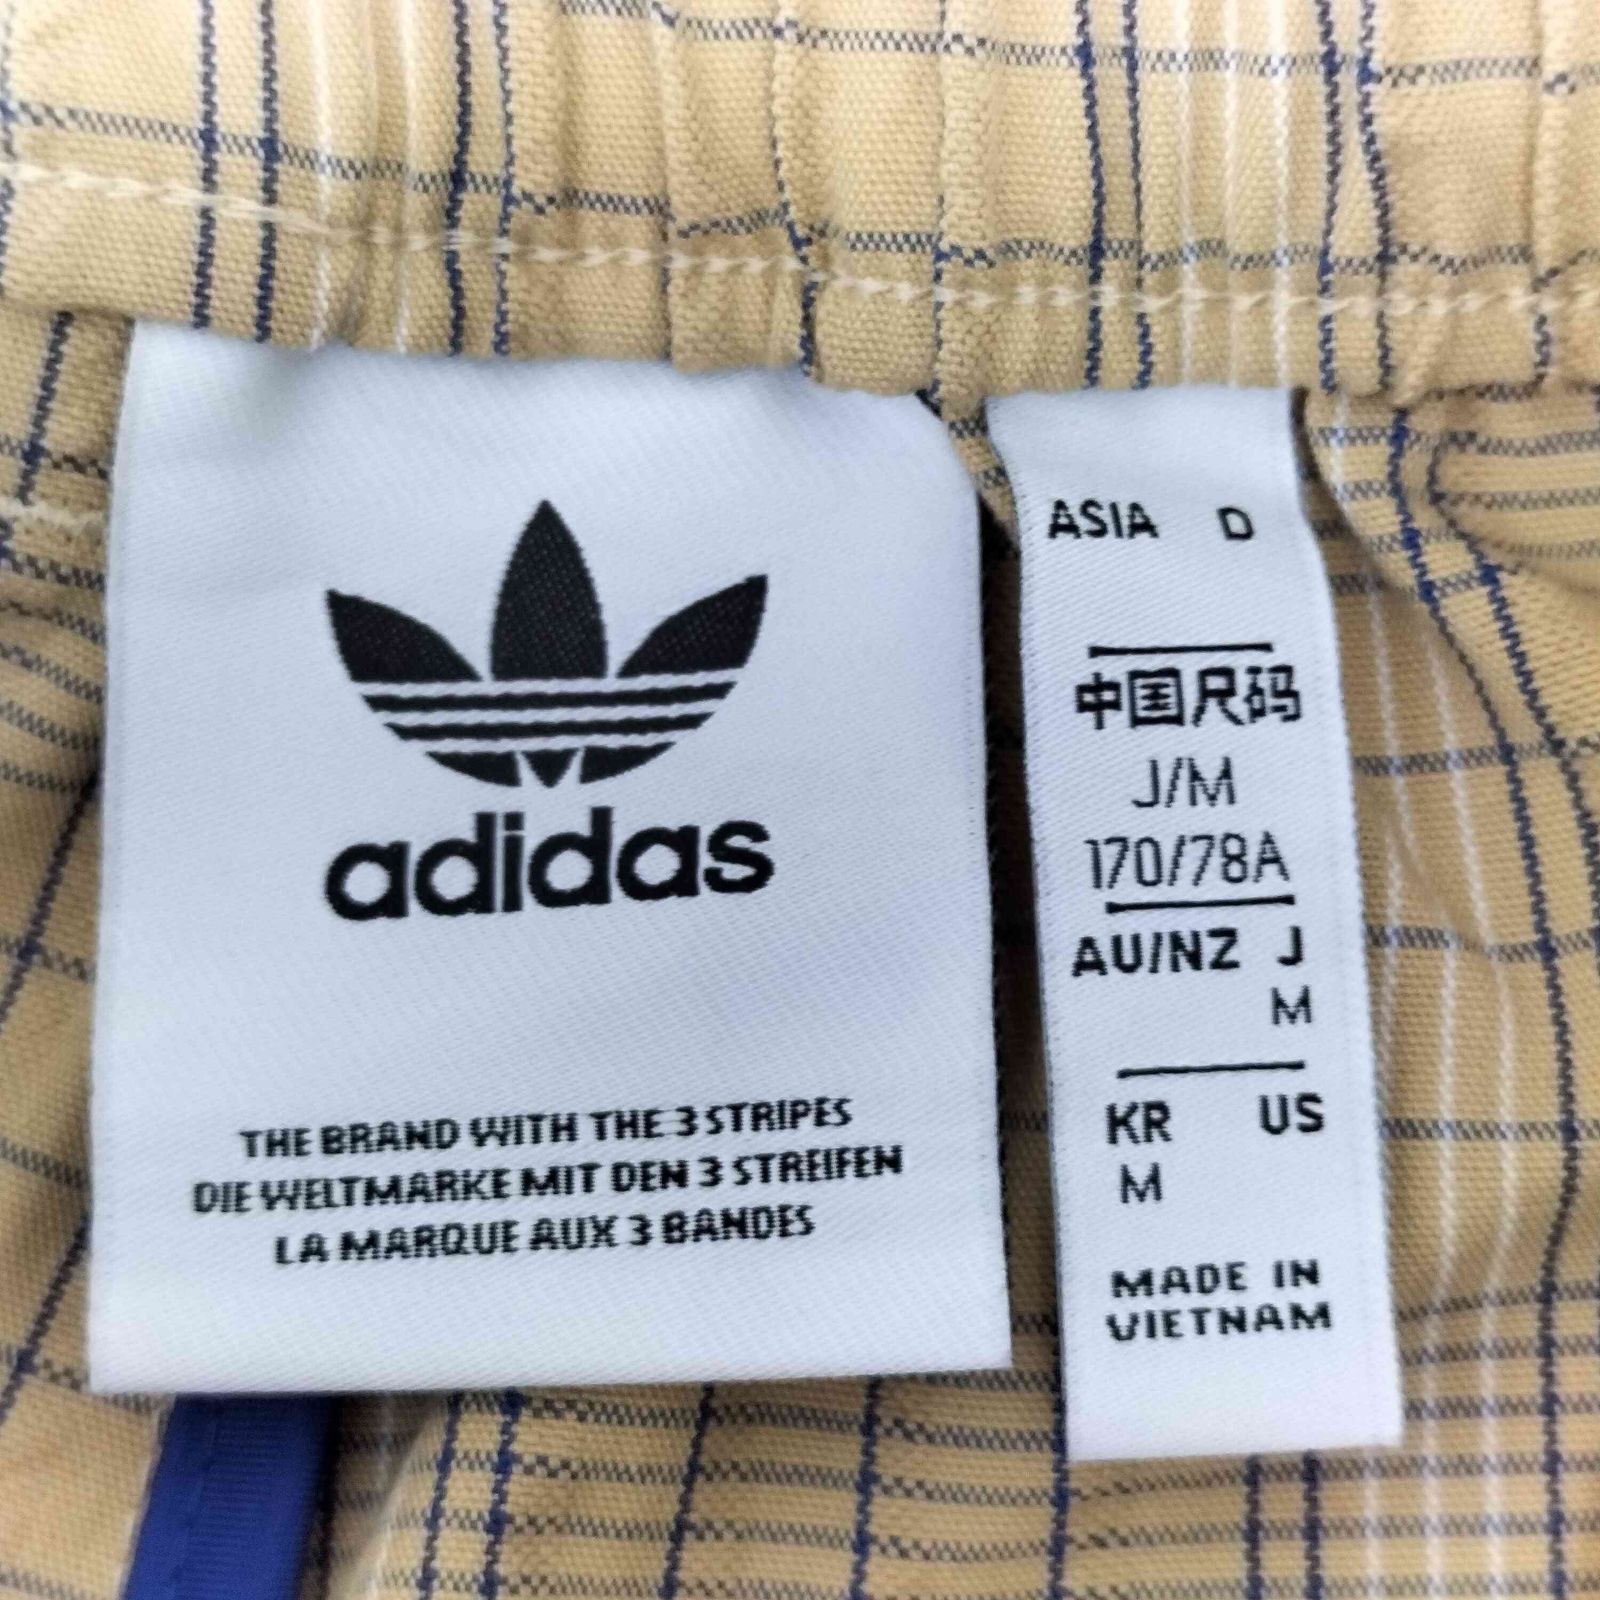 adidas
THE BRAND WITH THE 3 STRIPES
DIE WELTMARKE MIT DEN 3 STREIFEN
LA MARQUE AUX 3 BANDES
ASIA D
中国尺码
J/M
170/78A
AU/NZ J
M
KR US
M
MADE IN
VIETNAM